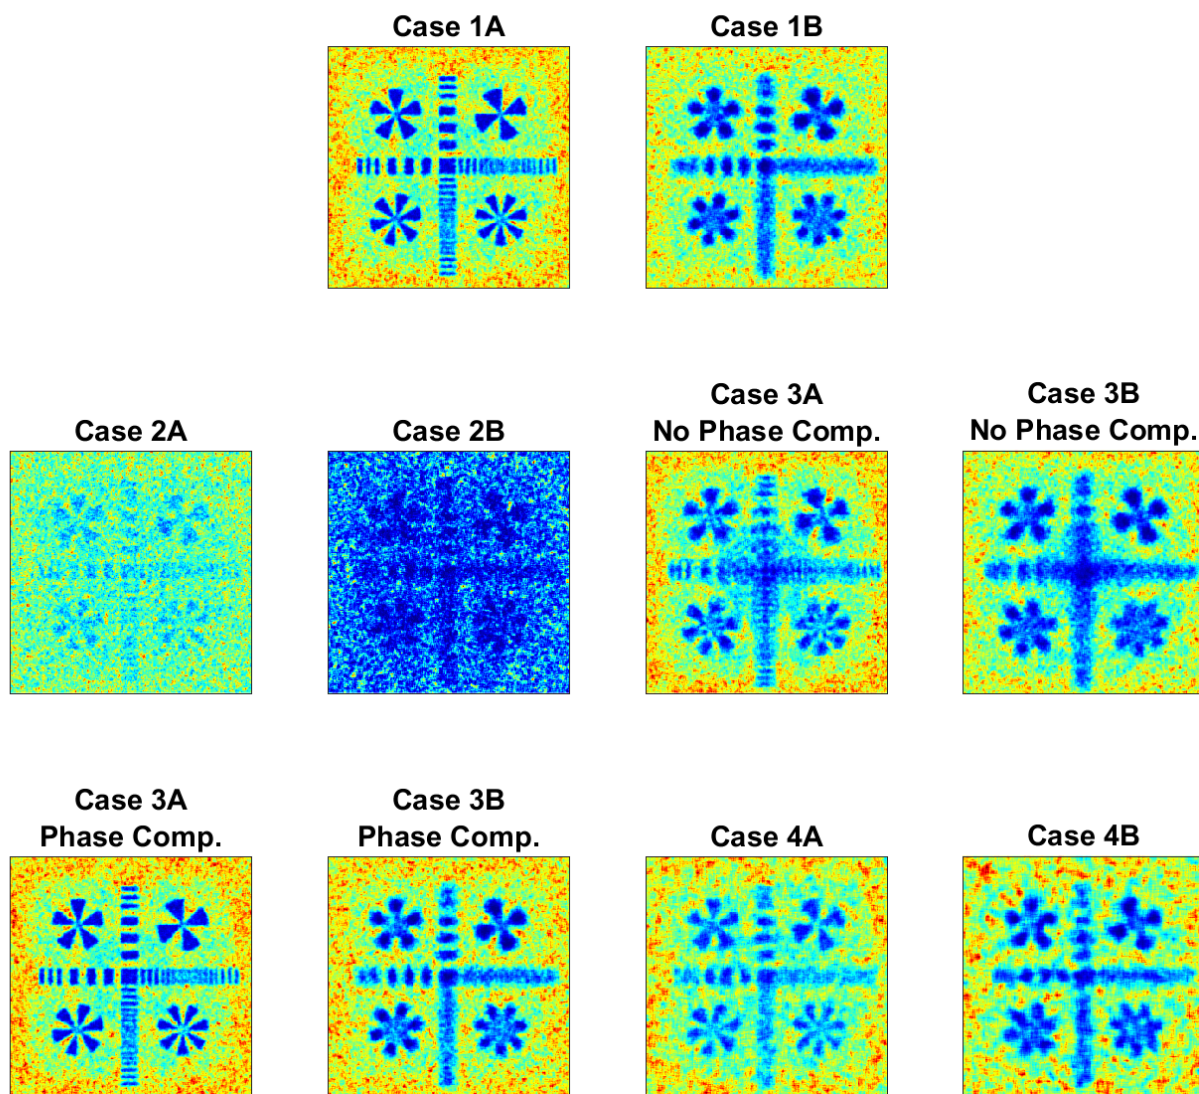 Case 1A
Case 1B
Case 2A
Case 2B
Case 3A
No Phase Comp.
Case 3B
No Phase Comp.
Case 3A
Phase Comp.
Case 3B
Phase Comp.
Case 4A
Case 4B